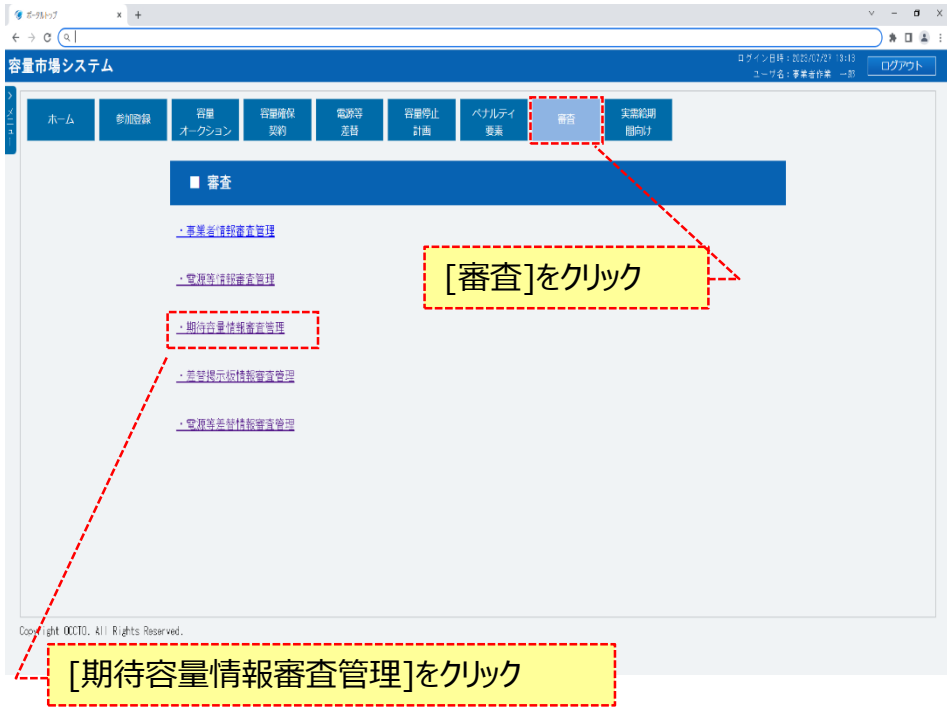 ポータルトップ
容量市場システム
ログイン日時：2023/07/27 13:13
ユーザ名：事業者作業 一郎
ログアウト
メニュー
ホーム
参加登録
容量
オークション
容量確保
契約
電源等
差替
容量停止
計画
ペナルティ
要素
審査
実需給期
間向け
■ 審査
・事業者情報審査管理
・電源等情報審査管理
・期待容量情報審査管理
・差替掲示板情報審査管理
・電源等差替情報審査管理
[審査]をクリック
Copyright OCCTO. All Rights Reserved.
[期待容量情報審査管理]をクリック